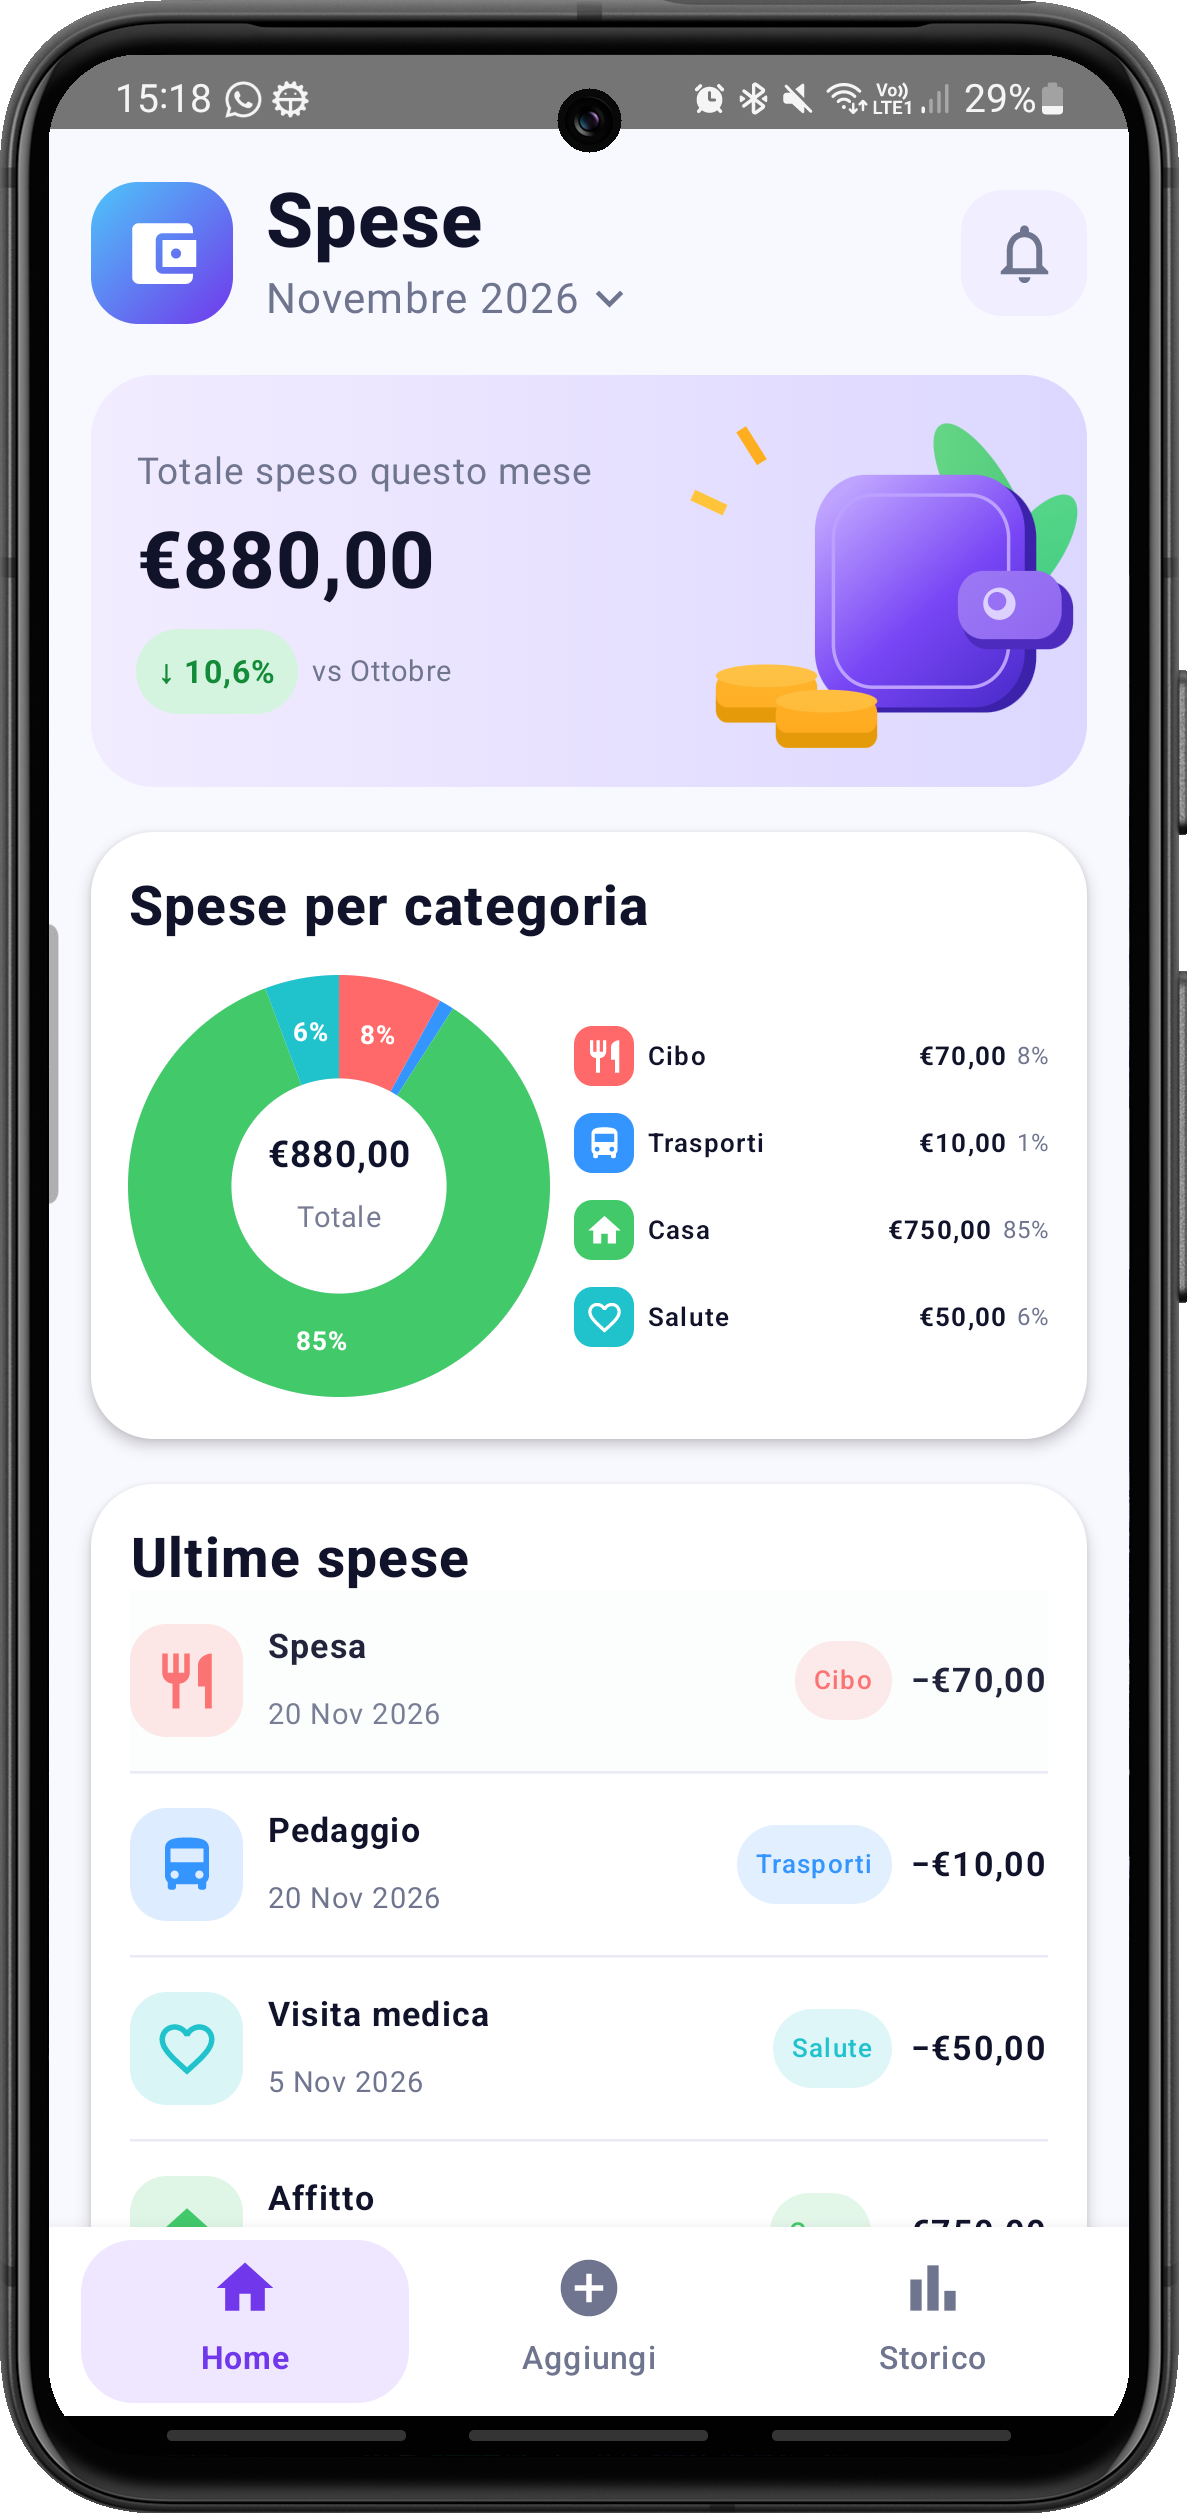 15:18
Vo))
LTE1
29%
Spese
Novembre 2026
Totale speso questo mese
€880,00
↓ 10,6% vs Ottobre
Spese per categoria
6%
8%
85%
€880,00
Totale
Cibo €70,00 8%
Trasporti €10,00 1%
Casa €750,00 85%
Salute €50,00 6%
Ultime spese
Spesa
20 Nov 2026
Cibo
−€70,00
Pedaggio
20 Nov 2026
Trasporti
−€10,00
Visita medica
5 Nov 2026
Salute
−€50,00
Affitto
Home
Aggiungi
Storico